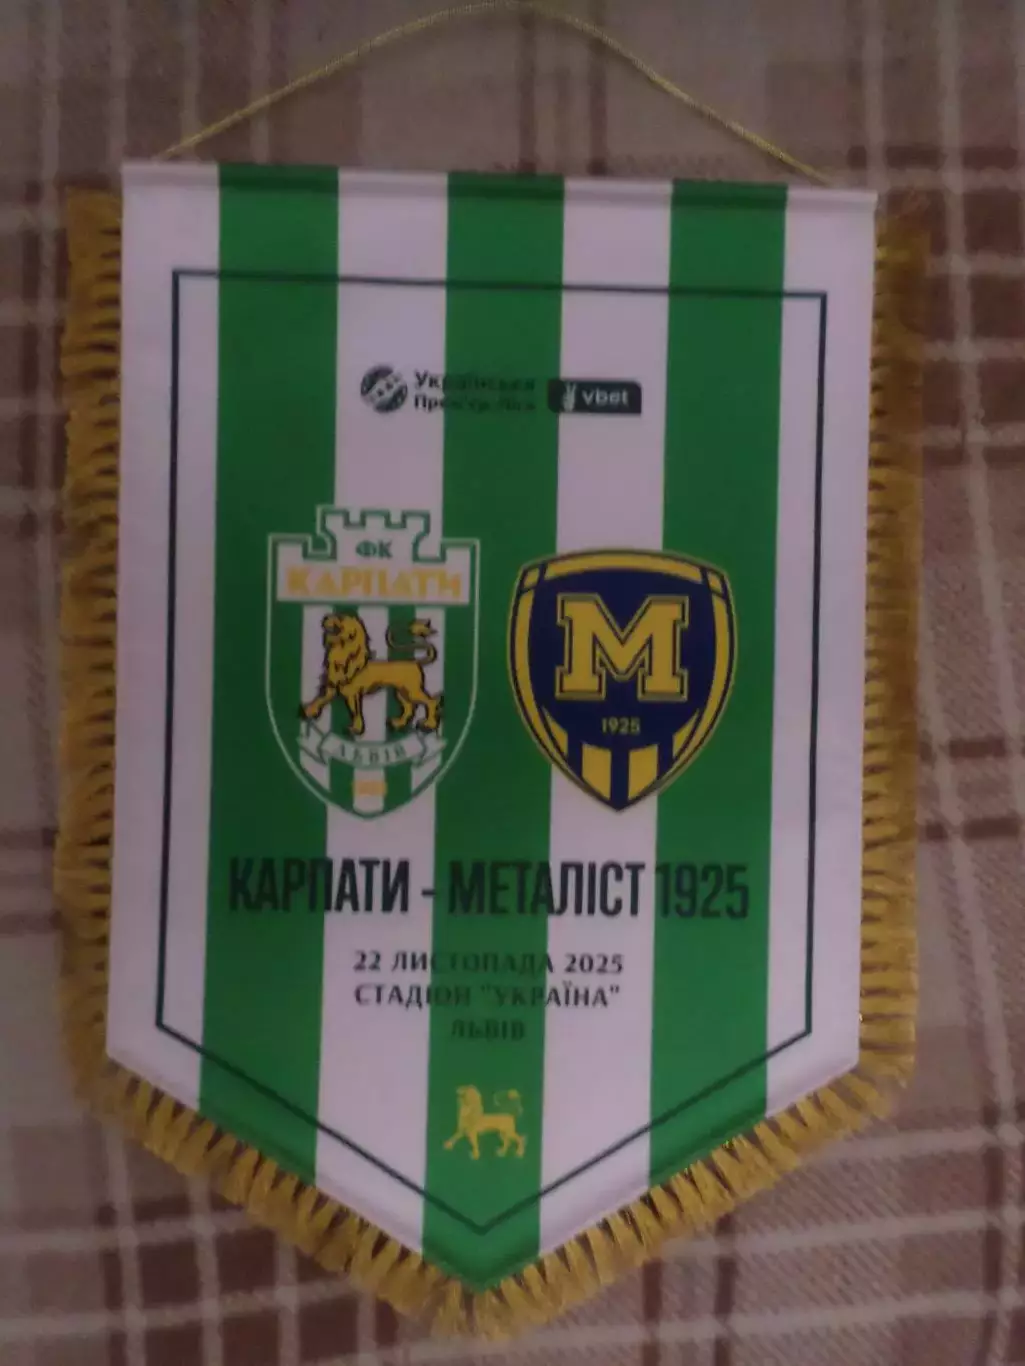 Українська
Прем'єр-Ліга
vbet
ФК
КАРПАТИ
ЛЬВІВ
М
1925
КАРПАТИ - МЕТАЛІСТ 1925
22 ЛИСТОПАДА 2025
СТАДІОН "УКРАЇНА"
ЛЬВІВ